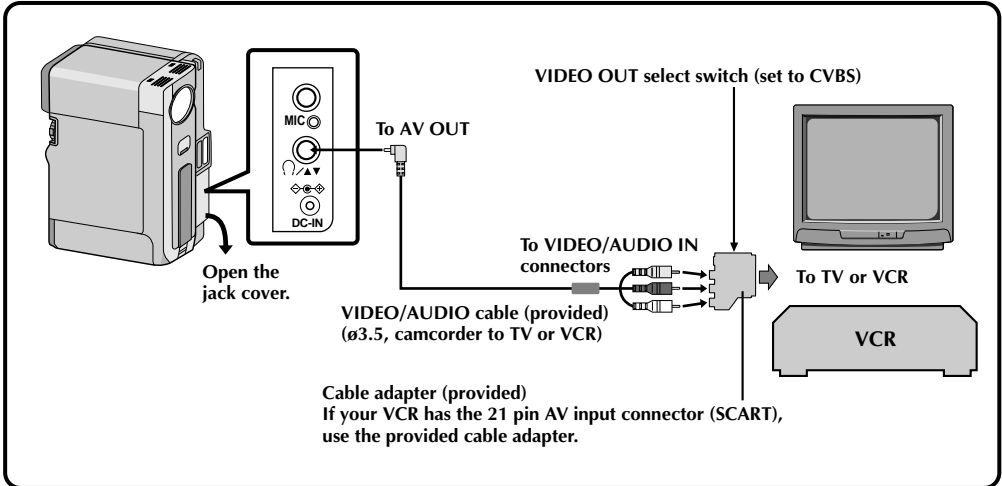 VIDEO OUT select switch (set to CVBS)
MIC
To AV OUT
DC-IN
Open the
jack cover.
To VIDEO/AUDIO IN
connectors
To TV or VCR
VIDEO/AUDIO cable (provided)
(ø3.5, camcorder to TV or VCR)
VCR
Cable adapter (provided)
If your VCR has the 21 pin AV input connector (SCART),
use the provided cable adapter.